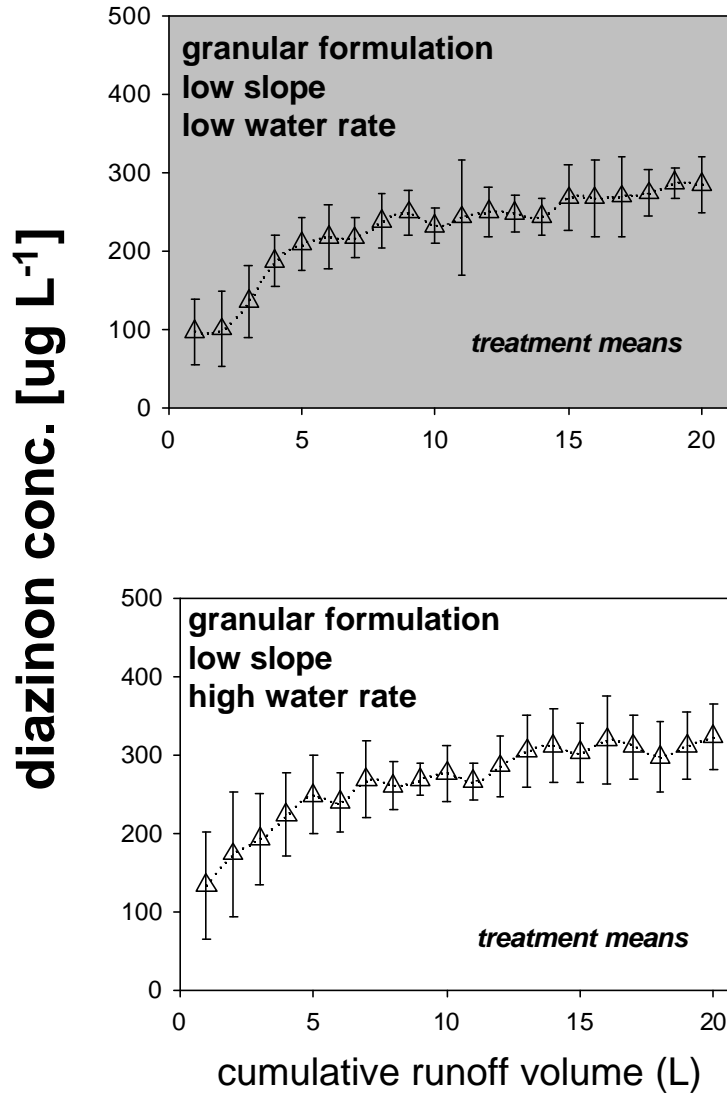 diazinon conc. [ug L-1]
500
400
300
200
100
0
granular formulation
low slope
low water rate
treatment means
0 5 10 15 20
500
400
300
200
100
0
granular formulation
low slope
high water rate
treatment means
0 5 10 15 20
cumulative runoff volume (L)